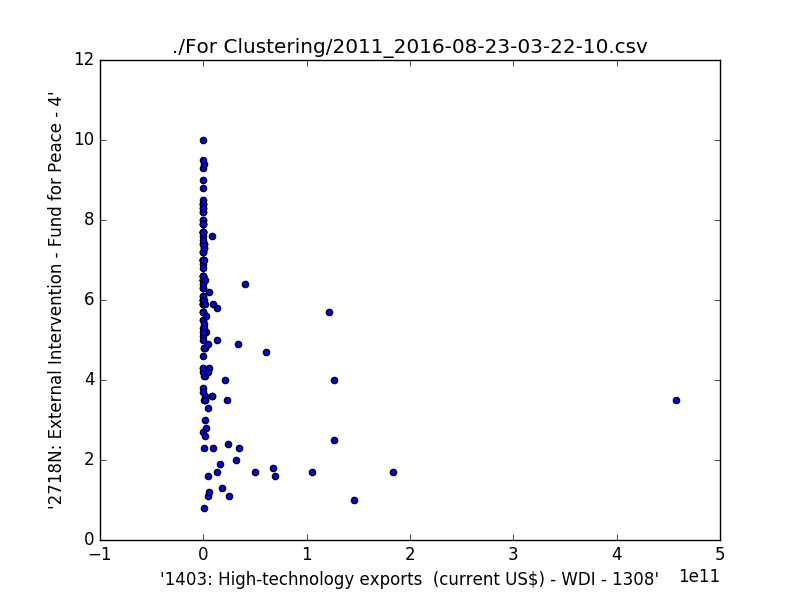 ./For Clustering/2011_2016-08-23-03-22-10.csv
12
10
8
6
4
2
0
'2718N: External Intervention - Fund for Peace - 4'
−1 0 1 2 3 4 5
1e11
'1403: High-technology exports  (current US$) - WDI - 1308'